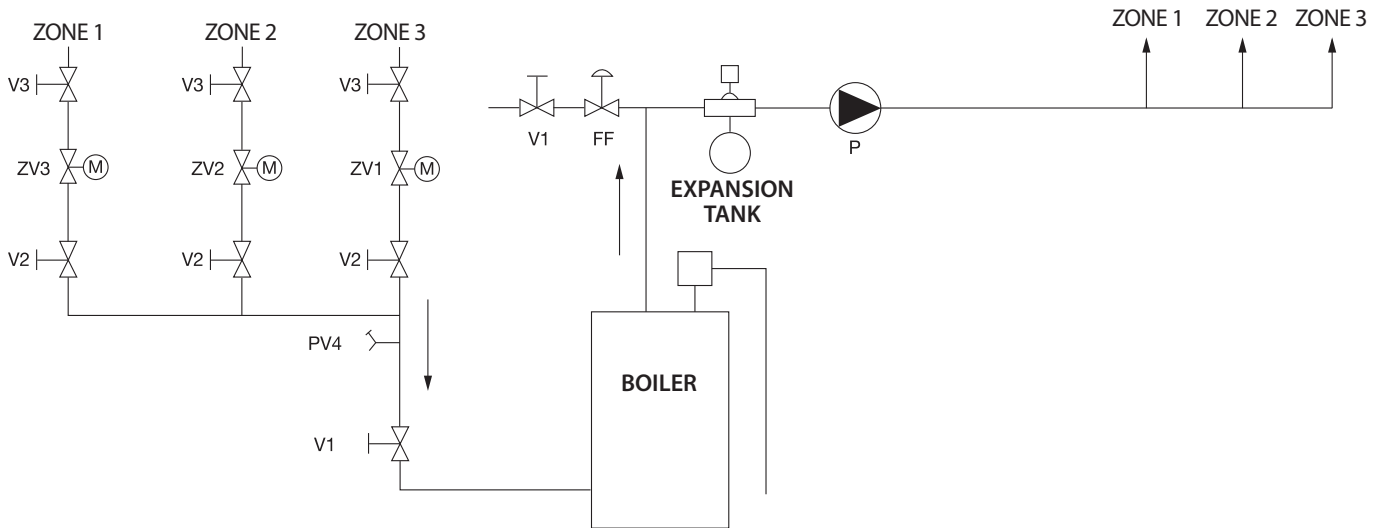 ZONE 1 ZONE 2 ZONE 3
ZONE 1 ZONE 2 ZONE 3
V3 V3 V3
V1 FF P
ZV3 M ZV2 M ZV1 M
EXPANSION
TANK
V2 V2 V2
PV4
BOILER
V1